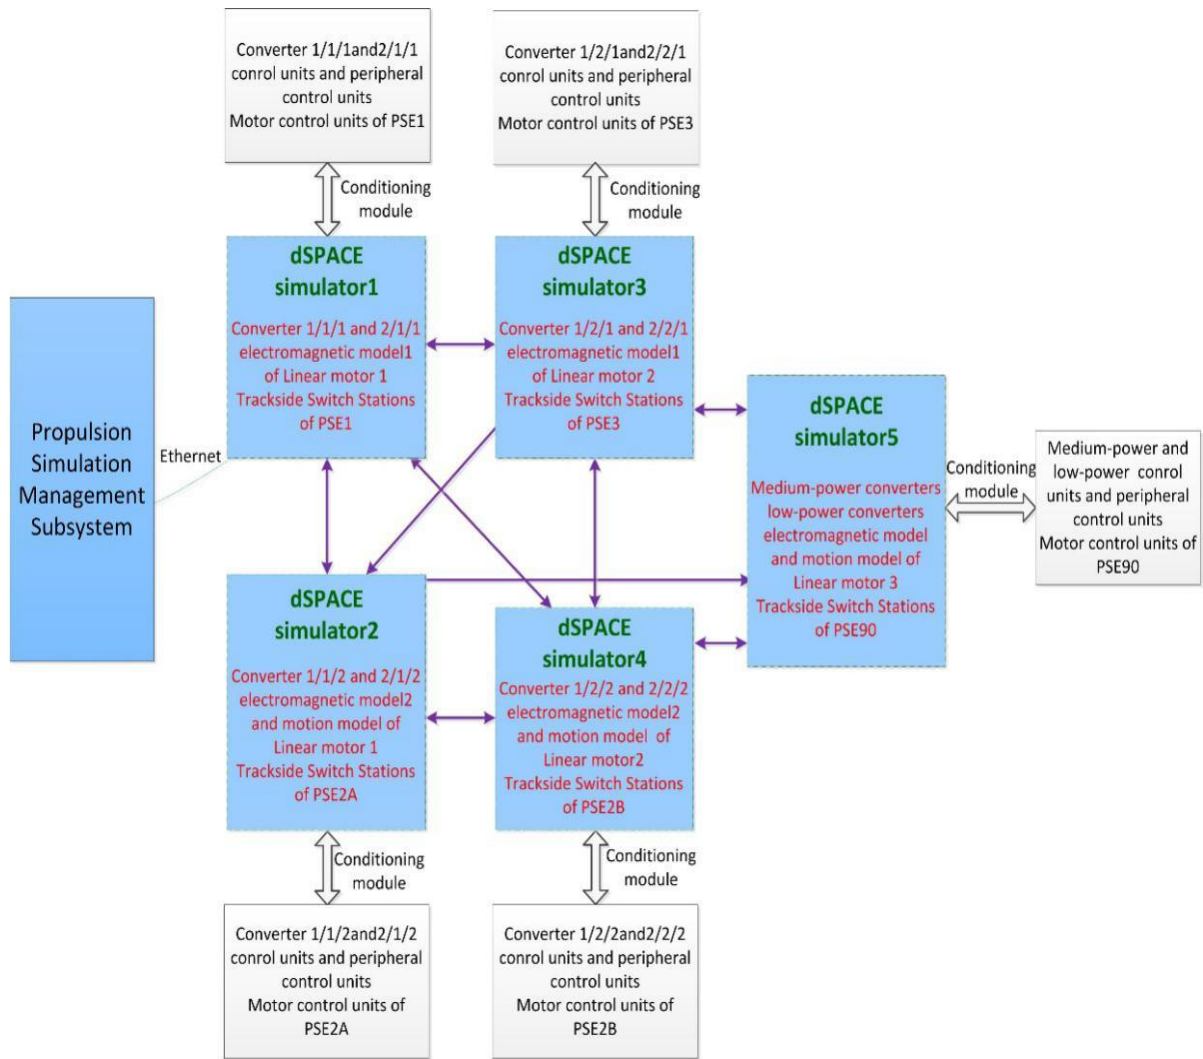 Converter 1/1/1and2/1/1
conrol units and peripheral
control units
Motor control units of PSE1
Converter 1/2/1and2/2/1
conrol units and peripheral
control units
Motor control units of PSE3
Conditioning
module
Conditioning
module
dSPACE
simulator1
Converter 1/1/1 and 2/1/1
electromagnetic model1
of Linear motor 1
Trackside Switch Stations
of PSE1
dSPACE
simulator3
Converter 1/2/1 and 2/2/1
electromagnetic model1
of Linear motor 2
Trackside Switch Stations
of PSE3
Propulsion
Simulation
Management
Subsystem
Ethernet
dSPACE
simulator5
Medium-power converters
low-power converters
electromagnetic model
and motion model of
Linear motor 3
Trackside Switch Stations
of PSE90
Conditioning
module
Medium-power and
low-power conrol
units and peripheral
control units
Motor control units of
PSE90
dSPACE
simulator2
Converter 1/1/2 and 2/1/2
electromagnetic model2
and motion model of
Linear motor 1
Trackside Switch Stations
of PSE2A
dSPACE
simulator4
Converter 1/2/2 and 2/2/2
electromagnetic model2
and motion model of
Linear motor2
Trackside Switch Stations
of PSE2B
Conditioning
module
Conditioning
module
Converter 1/1/2and2/1/2
conrol units and peripheral
control units
Motor control units of
PSE2A
Converter 1/2/2and2/2/2
conrol units and peripheral
control units
Motor control units of
PSE2B